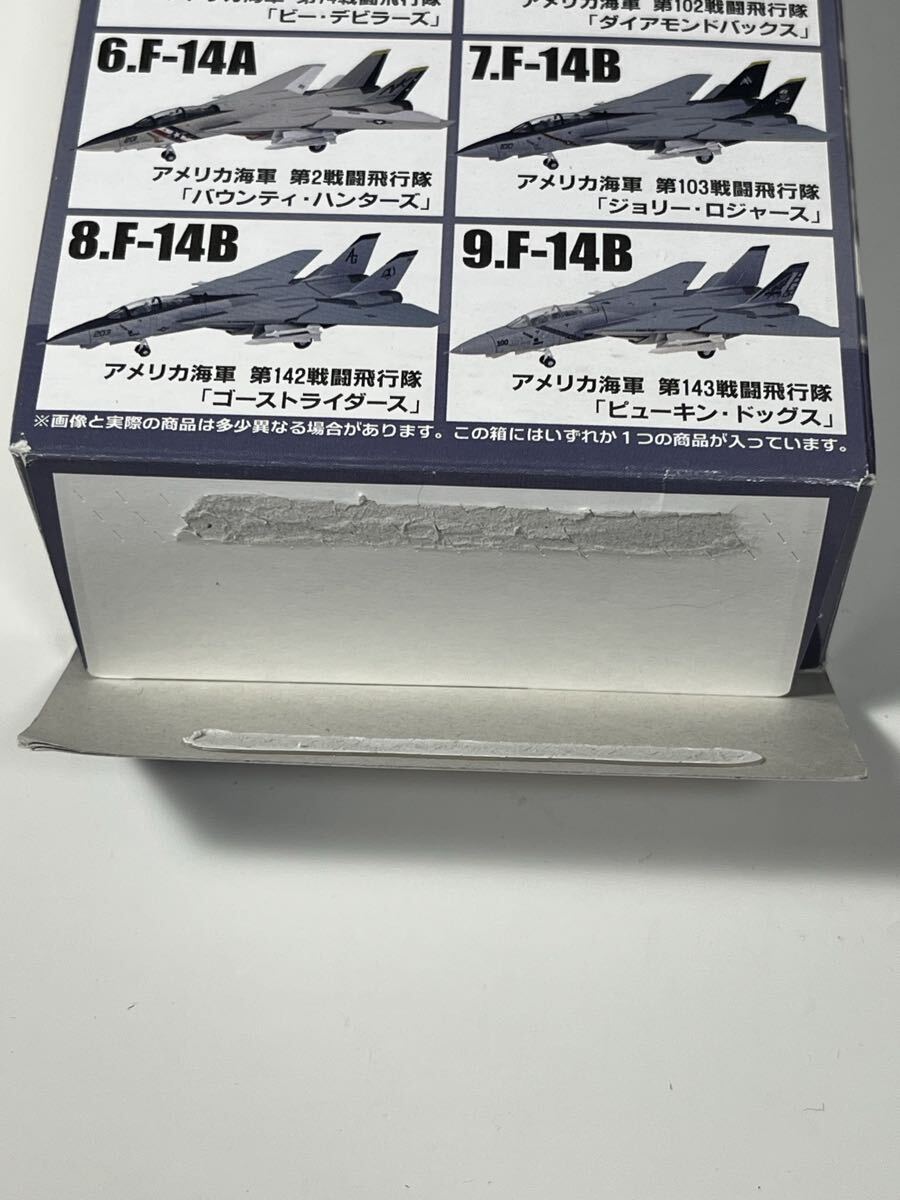 アメリカ海軍 第102戦闘飛行隊
「ビー・デビラーズ」
「ダイアモンドバックス」
6.F-14A
7.F-14B
アメリカ海軍 第2戦闘飛行隊
「バウンティ・ハンターズ」
アメリカ海軍 第103戦闘飛行隊
「ジョリー・ロジャース」
8.F-14B
9.F-14B
AG
203
100
アメリカ海軍 第142戦闘飛行隊
「ゴーストライダース」
アメリカ海軍 第143戦闘飛行隊
「ピューキン・ドッグス」
※画像と実際の商品は多少異なる場合があります。この箱にはいずれか1つの商品が入っています。